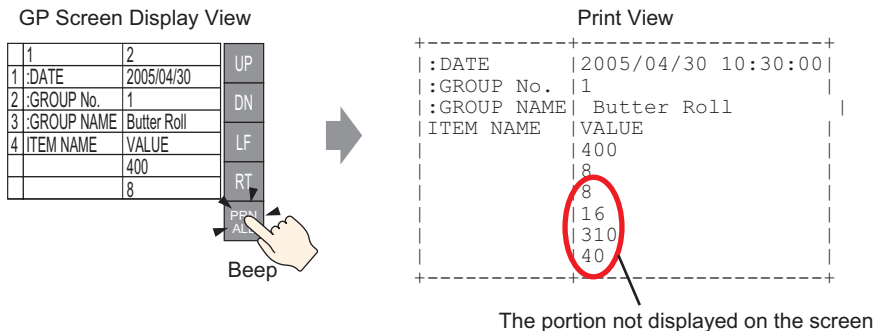 GP Screen Display View
1 2 UP
1 :DATE 2005/04/30
2 :GROUP No. 1 DN
3 :GROUP NAME Butter Roll
4 ITEM NAME VALUE LF
400
8 RT
PRN
ALL
Beep
Print View
+-----------+-------------------+
|:DATE |2005/04/30 10:30:00|
|:GROUP No. |1 |
|:GROUP NAME| Butter Roll |
|ITEM NAME |VALUE |
| |400 |
| |8 |
| |8 |
| |16 |
| |310 |
| |40 |
+-----------+-------------------+
The portion not displayed on the screen